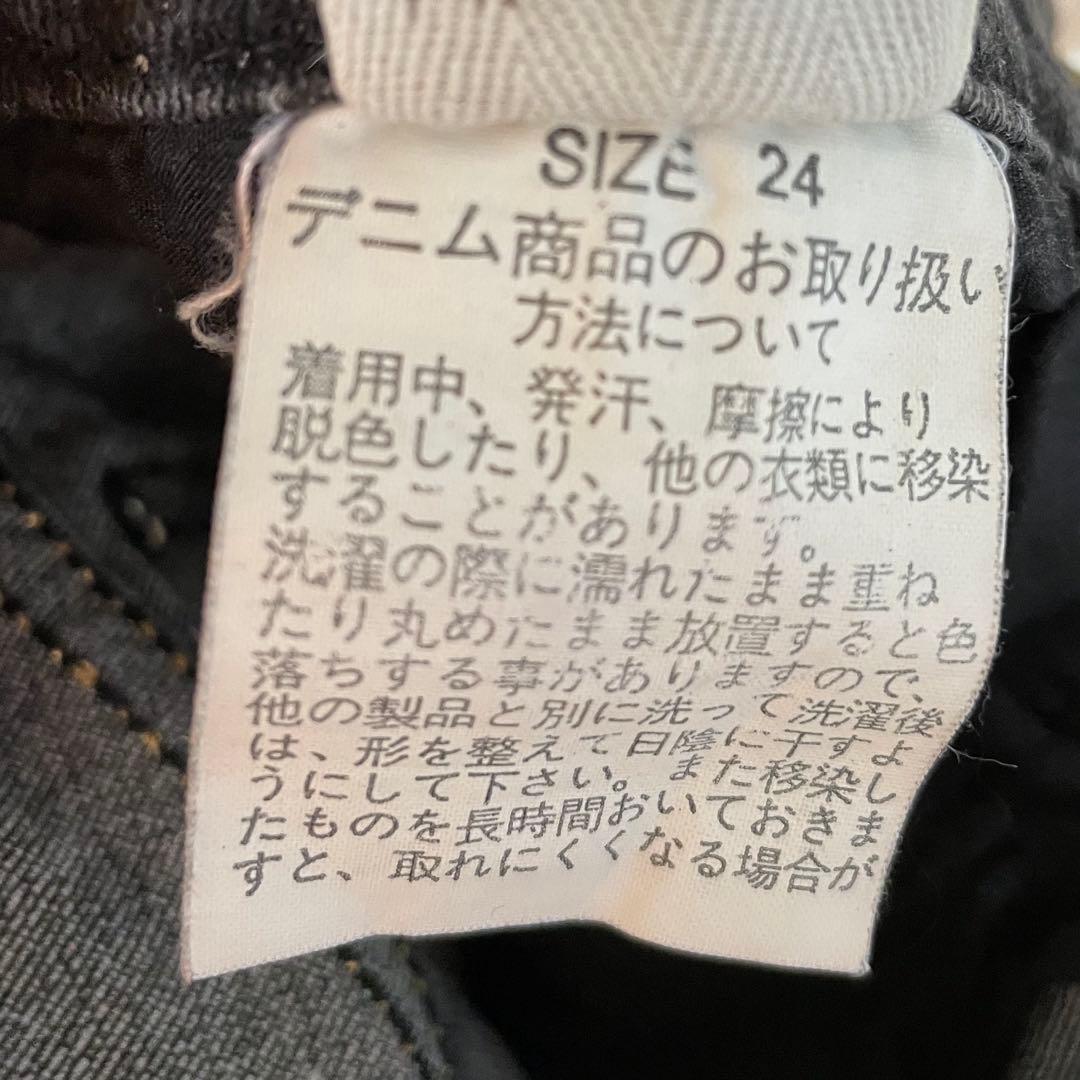 SIZE 24
デニム商品のお取り扱い
方法について
着用中、発汗、摩擦により
脱色したり、他の衣類に移染
することがあります。
洗濯の際に濡れたまま重ね
たり丸めたまま放置すると色
落ちする事がありますので、
他の製品と別に洗って洗濯後
は、形を整えて日陰に干すよ
うにして下さい。また移染し
たものを長時間おいておきま
すと、取れにくくなる場合が